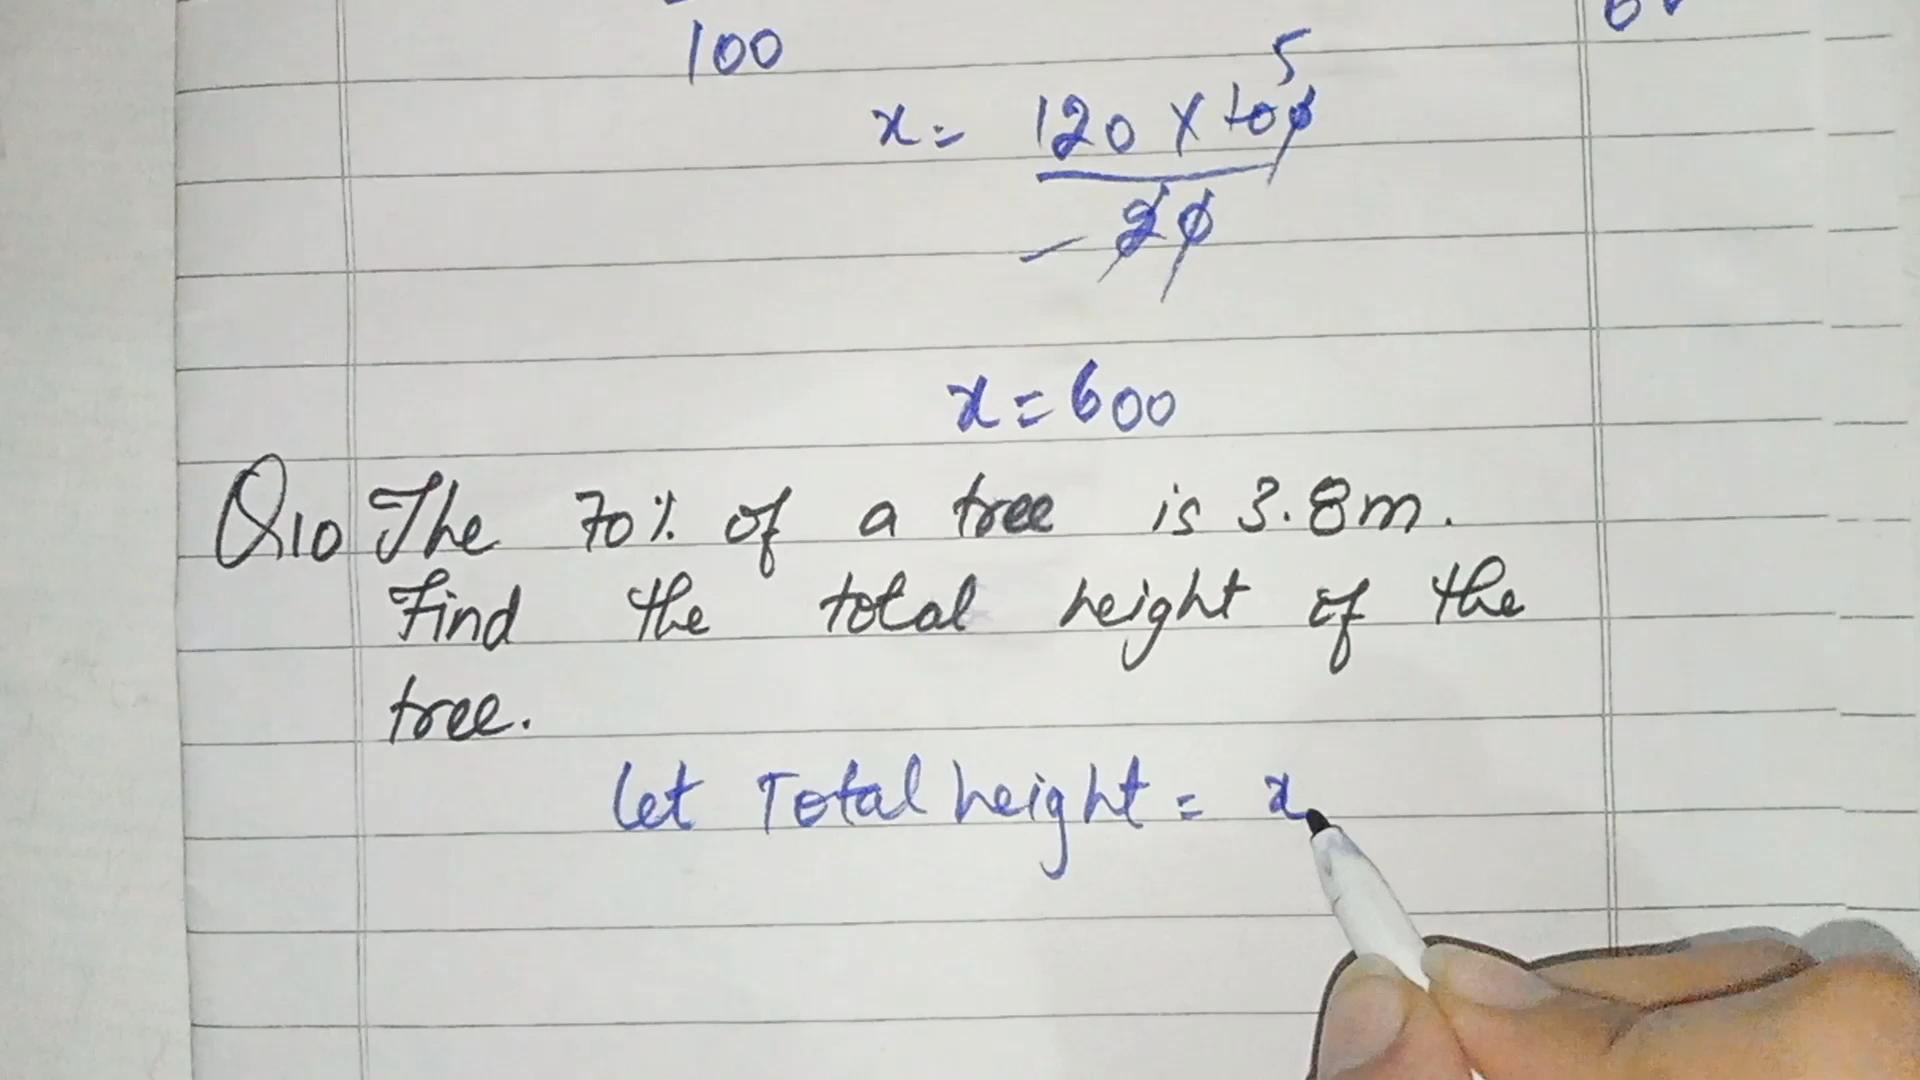 100
5
x = 120 x 100
20
x = 600
Q10 The 70% of a tree is 3.8m.
Find the total height of the
tree.
Let Total height = x